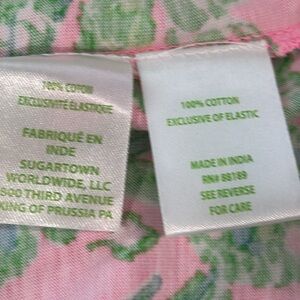 100% COTON
EXCLUSIVITÉ ÉLASTIQUE
FABRIQUÉ EN
INDE
SUGARTOWN
WORLDWIDE, LLC
800 THIRD AVENUE
KING OF PRUSSIA PA
100% COTTON
EXCLUSIVE OF ELASTIC
MADE IN INDIA
RN# 88189
SEE REVERSE
FOR CARE